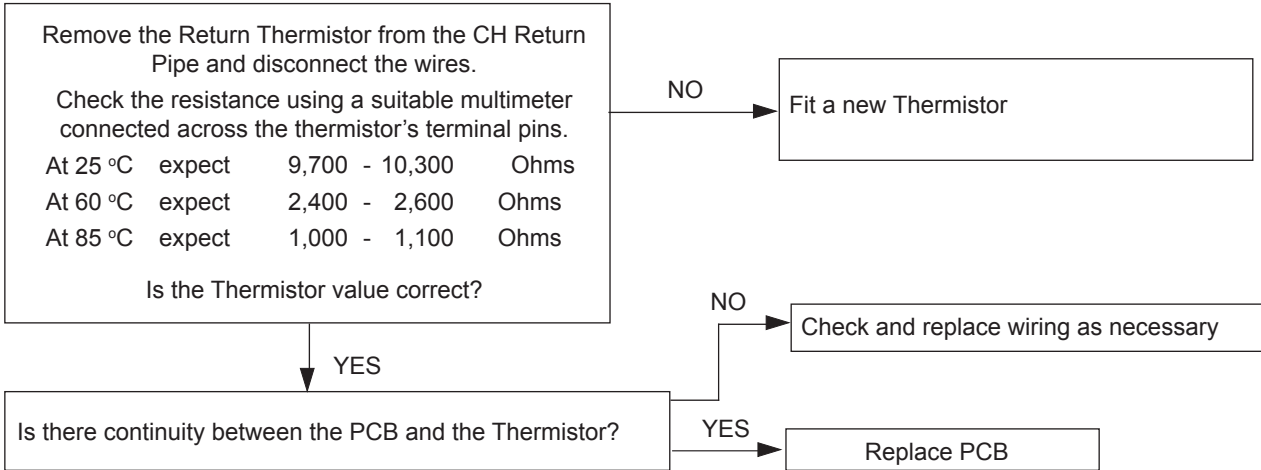 Remove the Return Thermistor from the CH Return
Pipe and disconnect the wires.
Check the resistance using a suitable multimeter
connected across the thermistor's terminal pins.
At 25 °C expect 9,700 - 10,300 Ohms
At 60 °C expect 2,400 - 2,600 Ohms
At 85 °C expect 1,000 - 1,100 Ohms
Is the Thermistor value correct?
NO
Fit a new Thermistor
YES
Is there continuity between the PCB and the Thermistor?
NO
Check and replace wiring as necessary
YES
Replace PCB